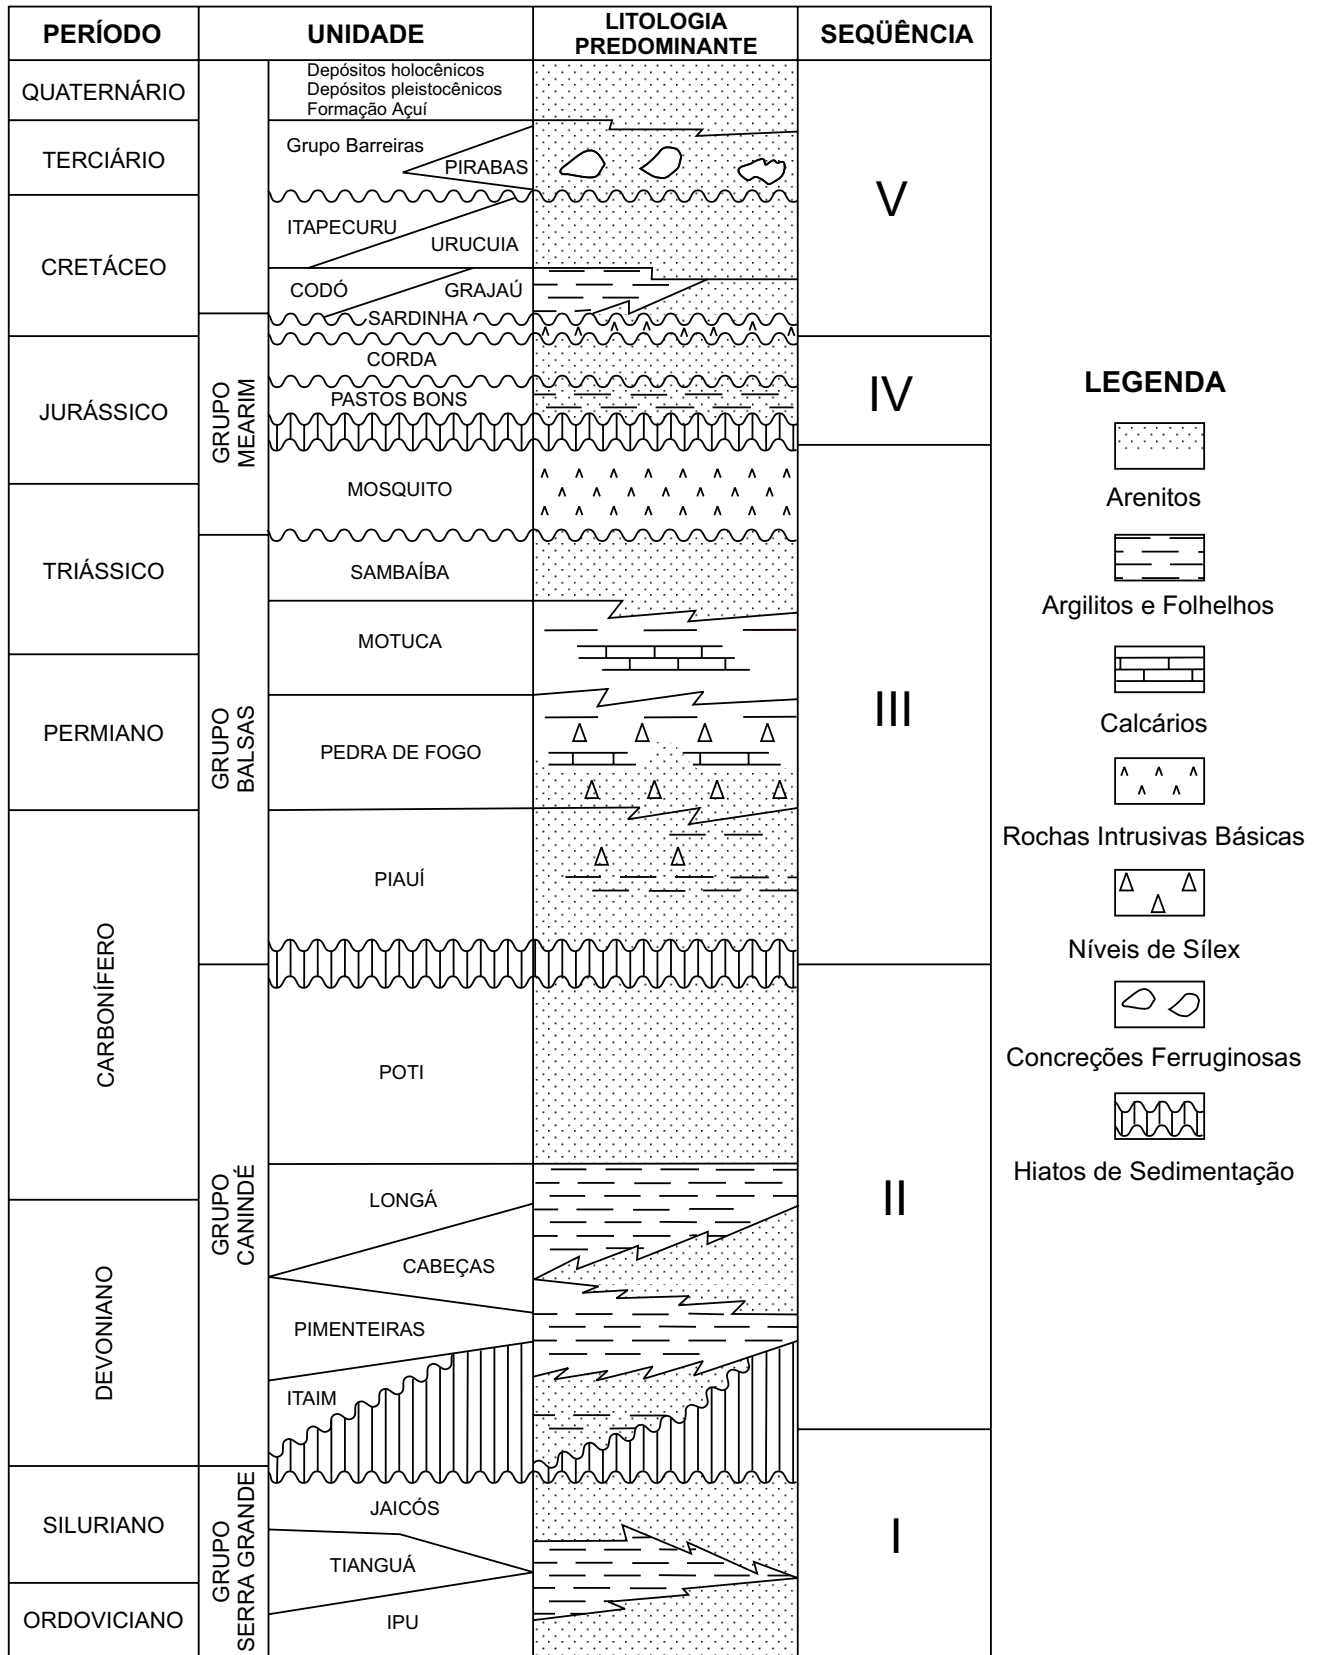 PERÍODO
UNIDADE
LITOLOGIA
PREDOMINANTE
SEQÜÊNCIA
QUATERNÁRIO
Depósitos holocênicos
Depósitos pleistocênicos
Formação Açuí
TERCIÁRIO
Grupo Barreiras
PIRABAS
V
CRETÁCEO
ITAPECURU
URUCUIA
CODÓ
GRAJAÚ
SARDINHA
JURÁSSICO
GRUPO
MEARIM
CORDA
PASTOS BONS
IV
MOSQUITO
TRIÁSSICO
SAMBAÍBA
MOTUCA
PERMIANO
GRUPO
BALSAS
PEDRA DE FOGO
III
CARBONÍFERO
PIAUÍ
POTI
GRUPO
CANINDÉ
LONGÁ
II
DEVONIANO
CABEÇAS
PIMENTEIRAS
ITAIM
SILURIANO
GRUPO
SERRA GRANDE
JAICÓS
TIANGUÁ
I
ORDOVICIANO
IPU
LEGENDA
Arenitos
Argilitos e Folhelhos
Calcários
Rochas Intrusivas Básicas
Níveis de Sílex
Concreções Ferruginosas
Hiatos de Sedimentação